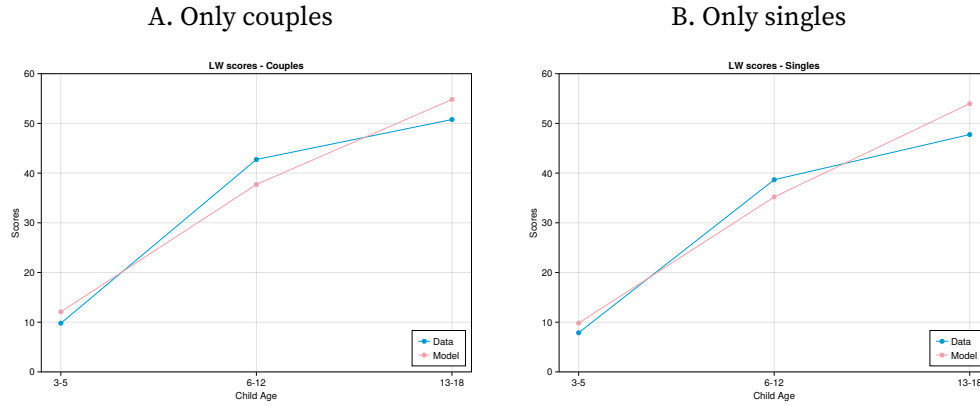 A. Only couples
LW scores - Couples
60
50
40
30
20
10
0
Scores
3-5
6-12
13-18
Child Age
Data
Model
B. Only singles
LW scores - Singles
60
50
40
30
20
10
0
Scores
3-5
6-12
13-18
Child Age
Data
Model